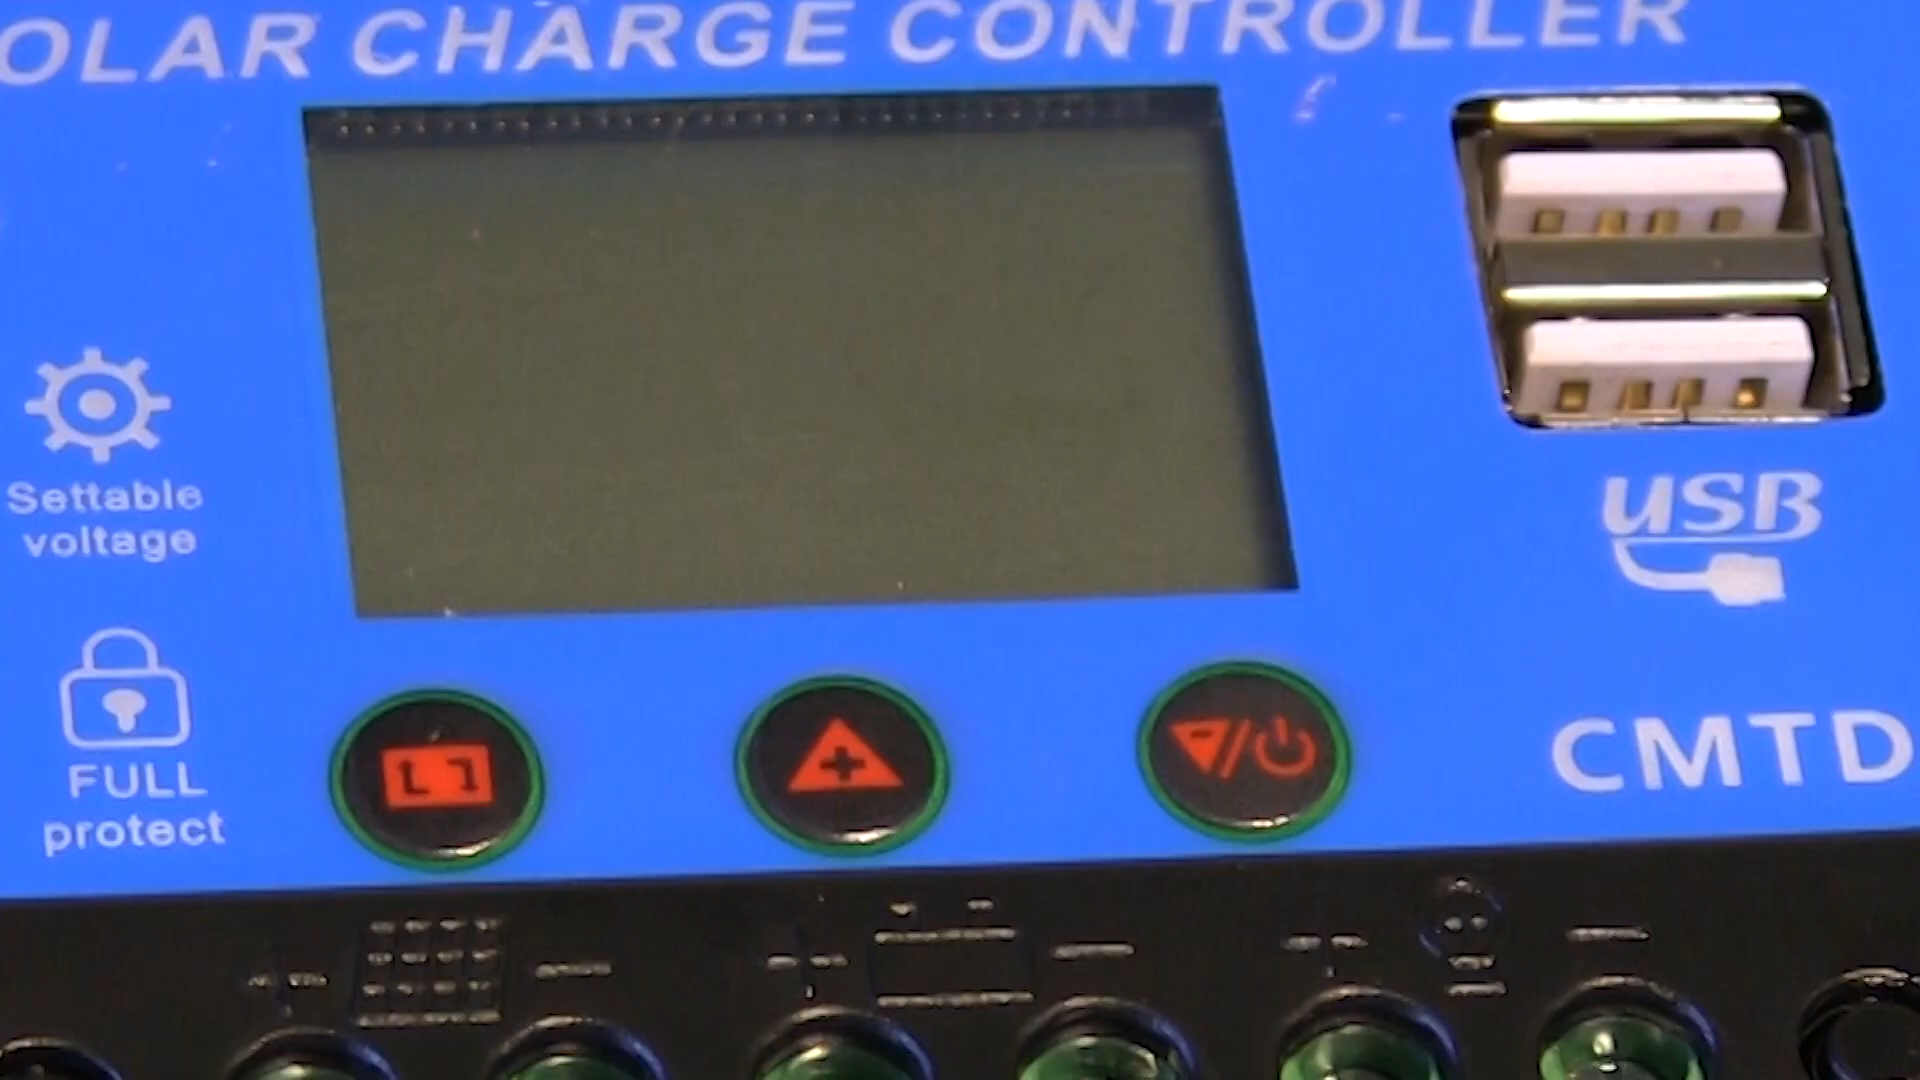 OLAR CHARGE CONTROLLER
Settable
voltage
USB
FULL
protect
CMTD